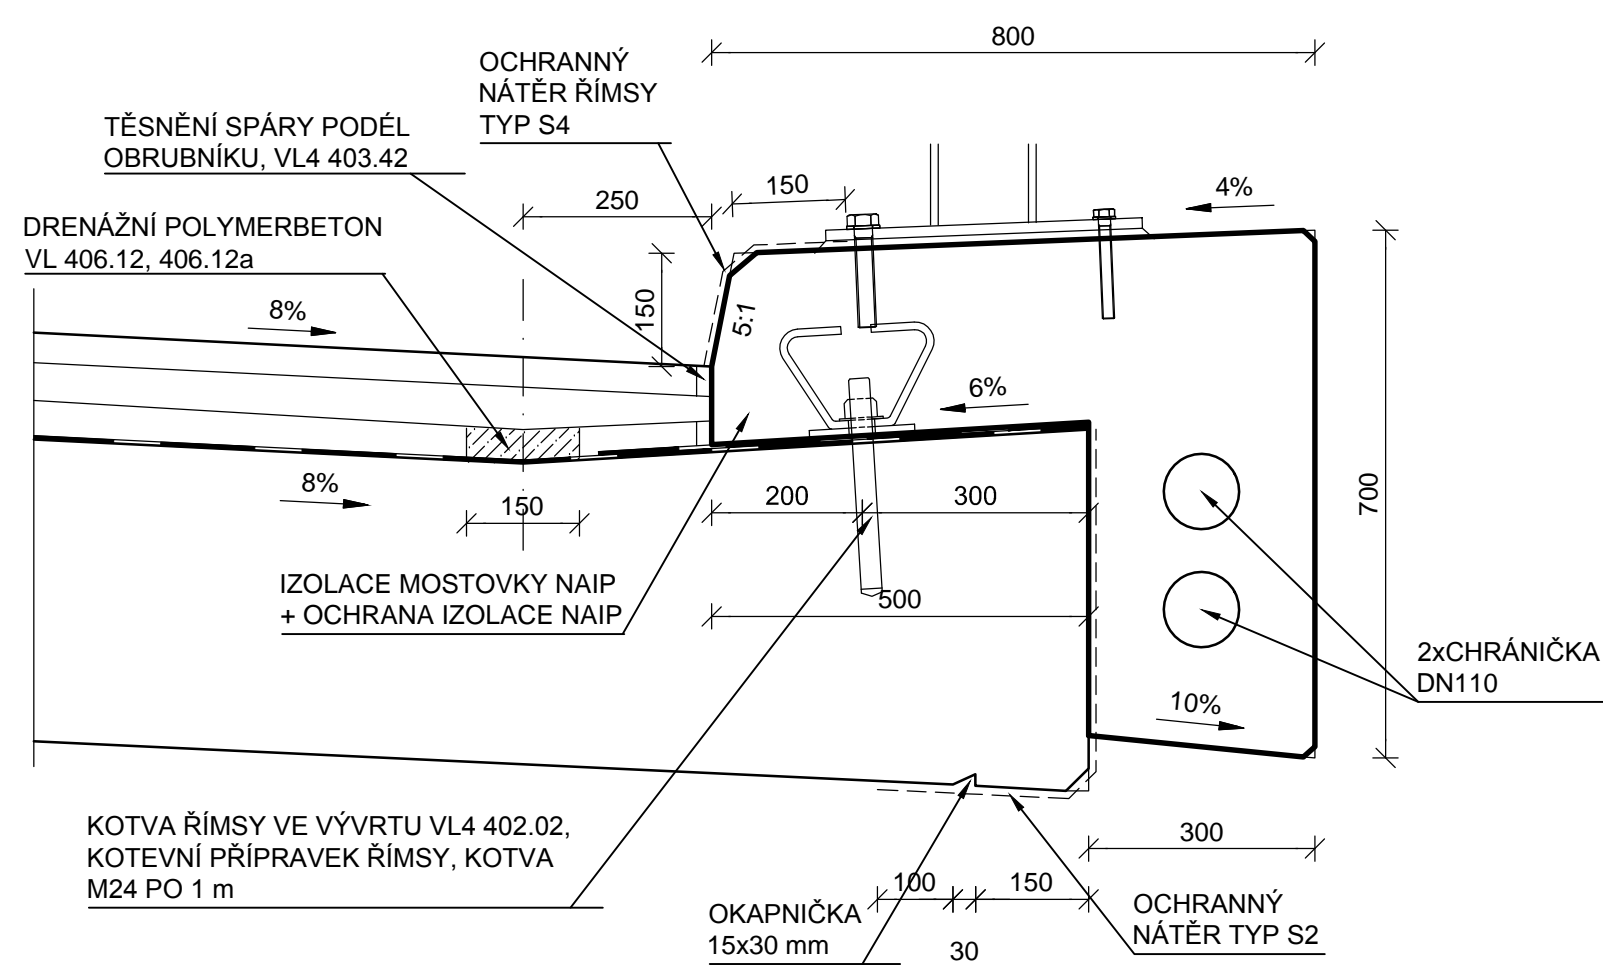 800
OCHRANNÝ
NÁTĚR ŘÍMSY
TYP S4
TĚSNĚNÍ SPÁRY PODÉL
OBRUBNÍKU, VL4 403.42
150
4%
250
DRENÁŽNÍ POLYMERBETON
VL 406.12, 406.12a
8%
150
5:1
6%
8%
150
200
300
700
IZOLACE MOSTOVKY NAIP
+ OCHRANA IZOLACE NAIP
500
2xCHRÁNIČKA
DN110
10%
KOTVA ŘÍMSY VE VÝVRTU VL4 402.02,
KOTEVNÍ PŘÍPRAVEK ŘÍMSY, KOTVA
M24 PO 1 m
300
100
150
OKAPNIČKA
15x30 mm
30
OCHRANNÝ
NÁTĚR TYP S2